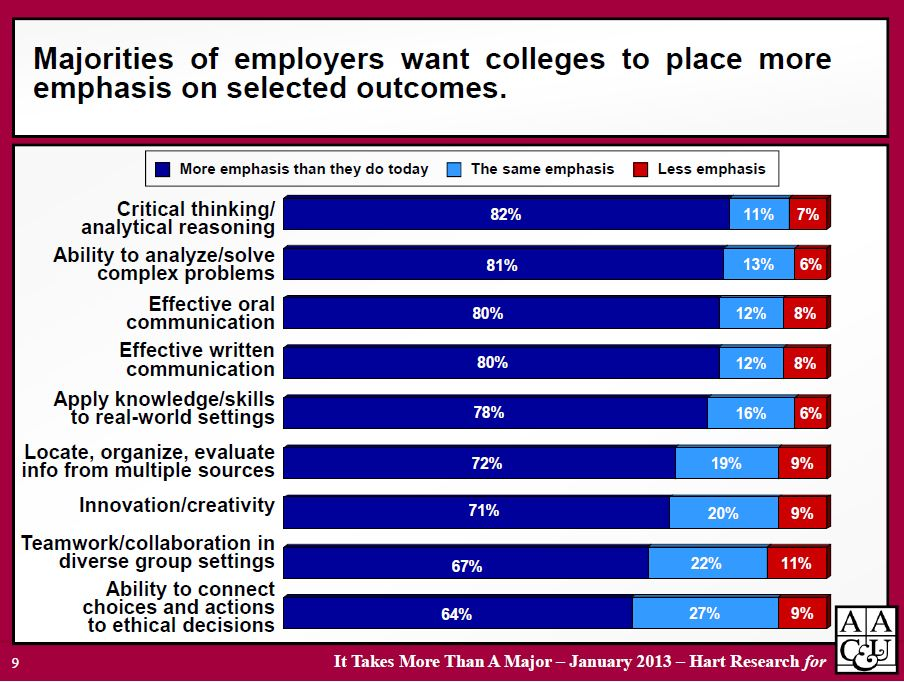 Majorities of employers want colleges to place more
emphasis on selected outcomes.
More emphasis than they do today The same emphasis Less emphasis
Critical thinking/
analytical reasoning
82% 11% 7%
Ability to analyze/solve
complex problems
81% 13% 6%
Effective oral
communication
80% 12% 8%
Effective written
communication
80% 12% 8%
Apply knowledge/skills
to real-world settings
78% 16% 6%
Locate, organize, evaluate
info from multiple sources
72% 19% 9%
Innovation/creativity
71% 20% 9%
Teamwork/collaboration in
diverse group settings
67% 22% 11%
Ability to connect
choices and actions
to ethical decisions
64% 27% 9%
9
It Takes More Than A Major – January 2013 – Hart Research for
A A
C & U